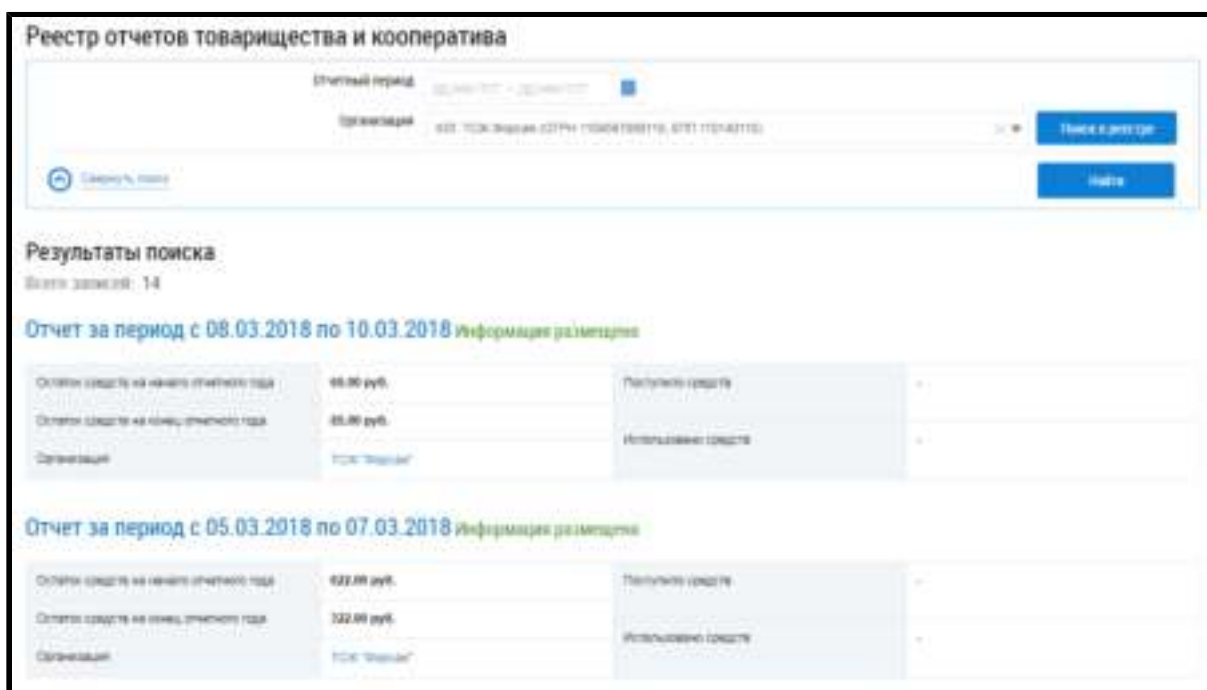 Реестр отчетов товарищества и кооператива
Отчетный период
Организация
Поиск в реестре
Свернуть поиск
Найти
Результаты поиска
Всего записей: 14
Отчет за период с 08.03.2018 по 10.03.2018 Информация размещена
Остаток средств на начало отчетного года
Поступило средств -
Остаток средств на конец отчетного года
Использовано средств -
Организация
Отчет за период с 05.03.2018 по 07.03.2018 Информация размещена
Остаток средств на начало отчетного года
Поступило средств -
Остаток средств на конец отчетного года
Использовано средств -
Организация